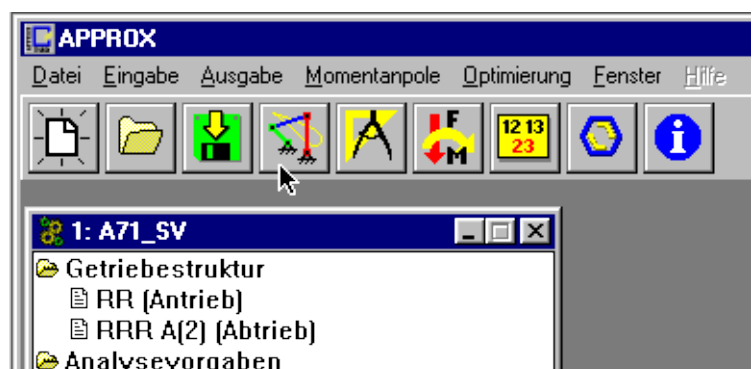 APPROX
Datei Eingabe Ausgabe Momentanpole Optimierung Fenster Hilfe
F
M
12 13
23
i
1: A71_SV
Getriebestruktur
RR (Antrieb)
RRR A(2) (Abtrieb)
Analysevorgaben